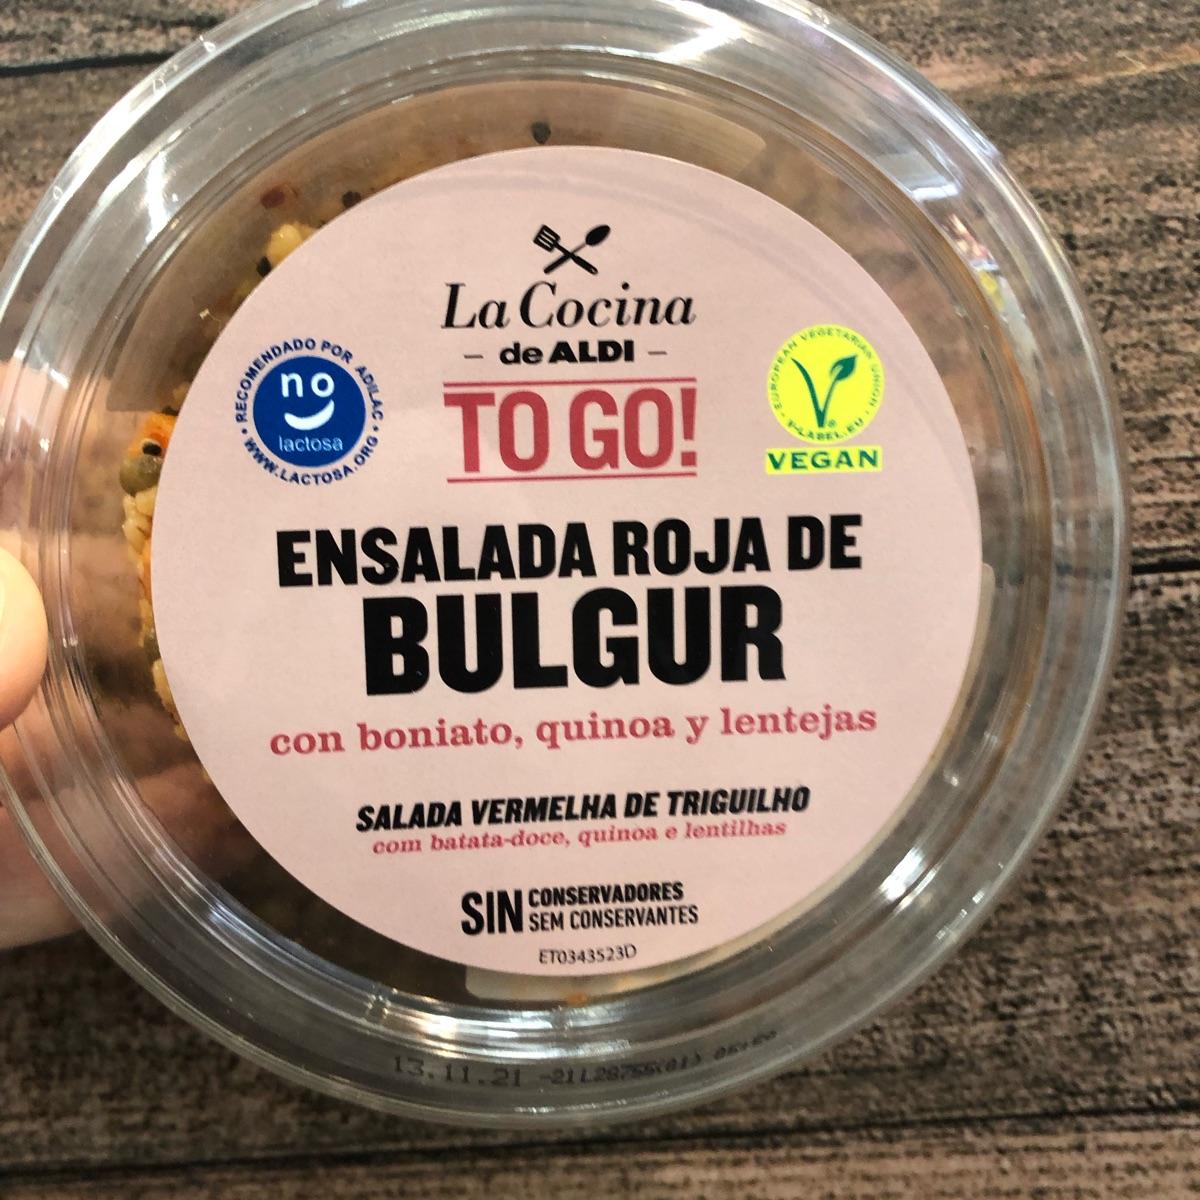 La Cocina
- de ALDI -
TO GO!
• RECOMENDADO POR ADILAC •
WWW.LACTOSA.ORG
no
lactosa
EUROPEAN VEGETARIAN UNION
• V-LABEL.EU •
VEGAN
ENSALADA ROJA DE
BULGUR
con boniato, quinoa y lentejas
SALADA VERMELHA DE TRIGUILHO
com batata-doce, quinoa e lentilhas
SIN CONSERVADORES
SEM CONSERVANTES
ET0343523D
13.11.21